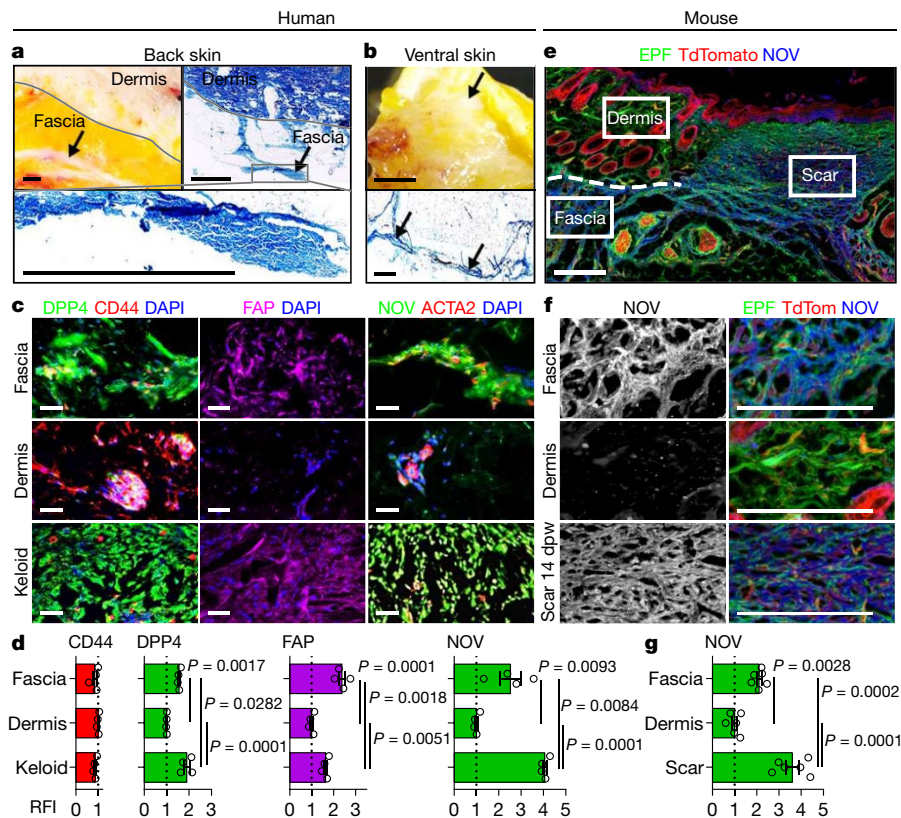 Human
Mouse
a
Back skin
Dermis
Fascia
Dermis
Fascia
b
Ventral skin
e
EPF TdTomato NOV
Dermis
Scar
Fascia
c
DPP4 CD44 DAPI
FAP DAPI
NOV ACTA2 DAPI
Fascia
Dermis
Keloid
f
NOV
EPF TdTom NOV
Fascia
Dermis
Scar 14 dpw
d
CD44
DPP4
FAP
NOV
Fascia
Dermis
Keloid
P = 0.0017
P = 0.0282
P = 0.0001
P = 0.0001
P = 0.0018
P = 0.0051
P = 0.0093
P = 0.0084
P = 0.0001
RFI
0 1
0 1 2 3
0 1 2 3
0 1 2 3 4 5
g
NOV
Fascia
Dermis
Scar
P = 0.0028
P = 0.0002
P = 0.0001
0 1 2 3 4 5